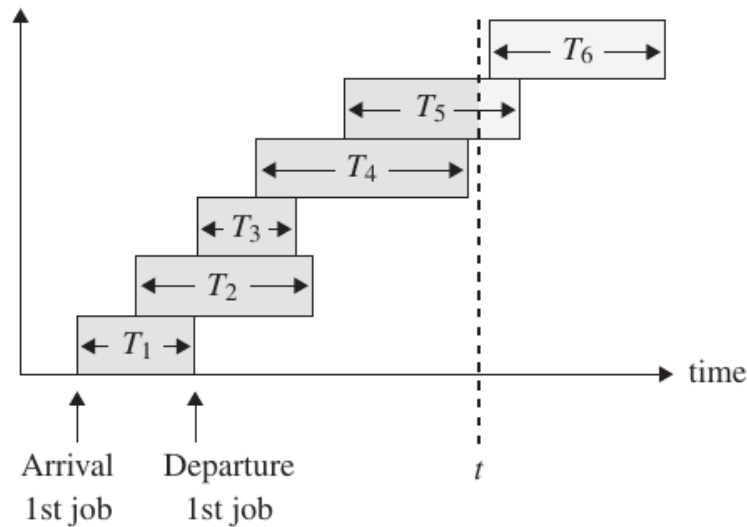 T₆
T₅
T₄
T₃
T₂
T₁
time
Arrival
1st job
Departure
1st job
t